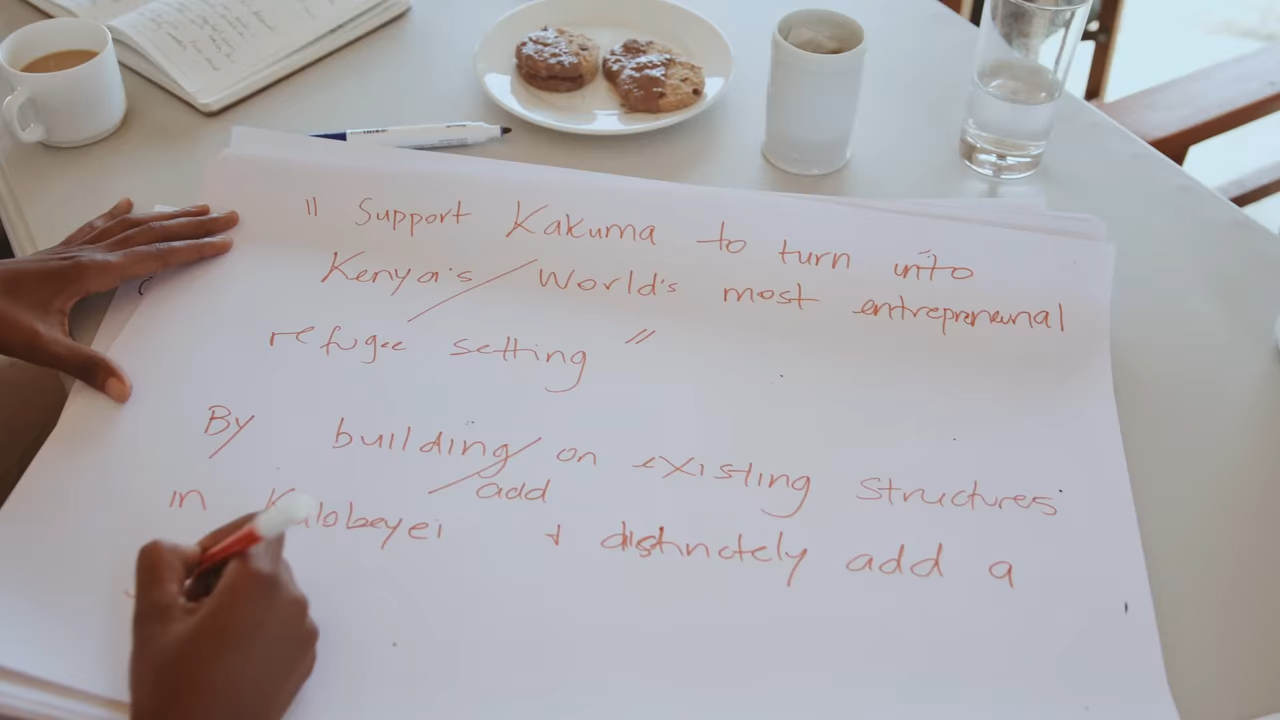 " Support Kakuma to turn into
Kenya's / World's most entrepreneunal
refugee setting "
By building / on existing Structures
add
in Kalobeyei + distinctely add a